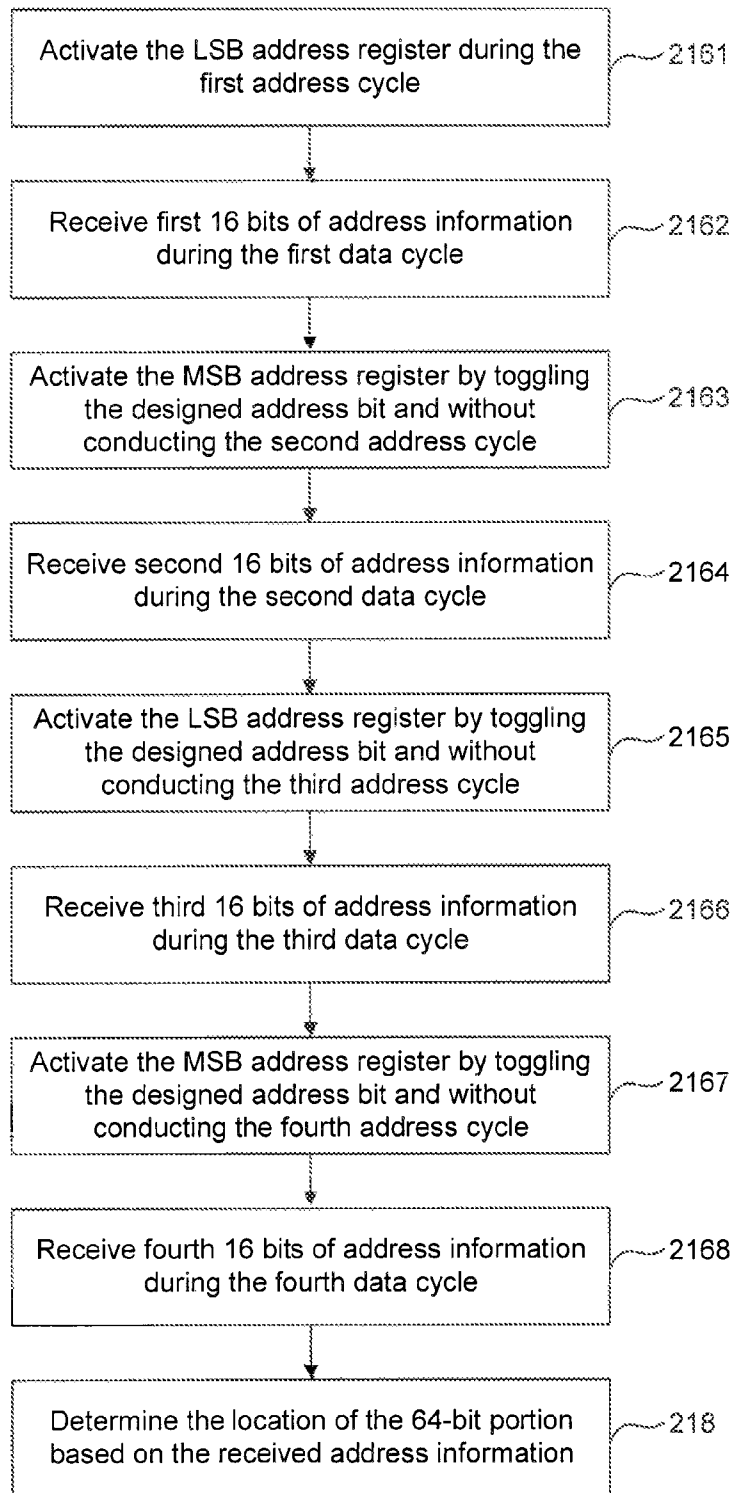 Activate the LSB address register during the
first address cycle
2161
Receive first 16 bits of address information
during the first data cycle
2162
Activate the MSB address register by toggling
the designed address bit and without
conducting the second address cycle
2163
Receive second 16 bits of address information
during the second data cycle
2164
Activate the LSB address register by toggling
the designed address bit and without
conducting the third address cycle
2165
Receive third 16 bits of address information
during the third data cycle
2166
Activate the MSB address register by toggling
the designed address bit and without
conducting the fourth address cycle
2167
Receive fourth 16 bits of address information
during the fourth data cycle
2168
Determine the location of the 64-bit portion
based on the received address information
218